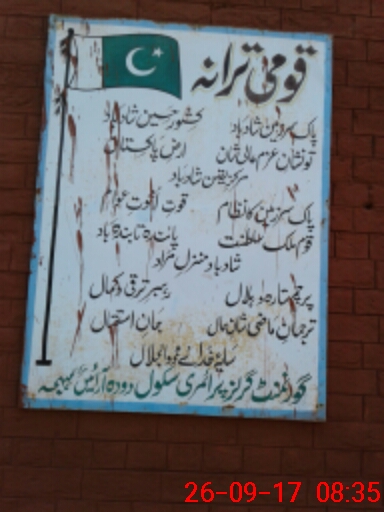 قومی ترانہ
پاک سرزمین شاد باد کشور حسین شاد باد
تو نشان عزم عالی شان ارض پاکستان
مرکز یقین شاد باد
پاک سرزمین کا نظام قوت اخوت عوام
قوم ملک سلطنت پائندہ تابندہ باد
شاد باد منزل مراد
پرچم ستارہ و ہلال رہبر ترقی و کمال
ترجمان ماضی شان حال جان استقبال
سایۂ خدائے ذوالجلال
گورنمنٹ گرلز پرائمری سکول
26-09-17 08:35